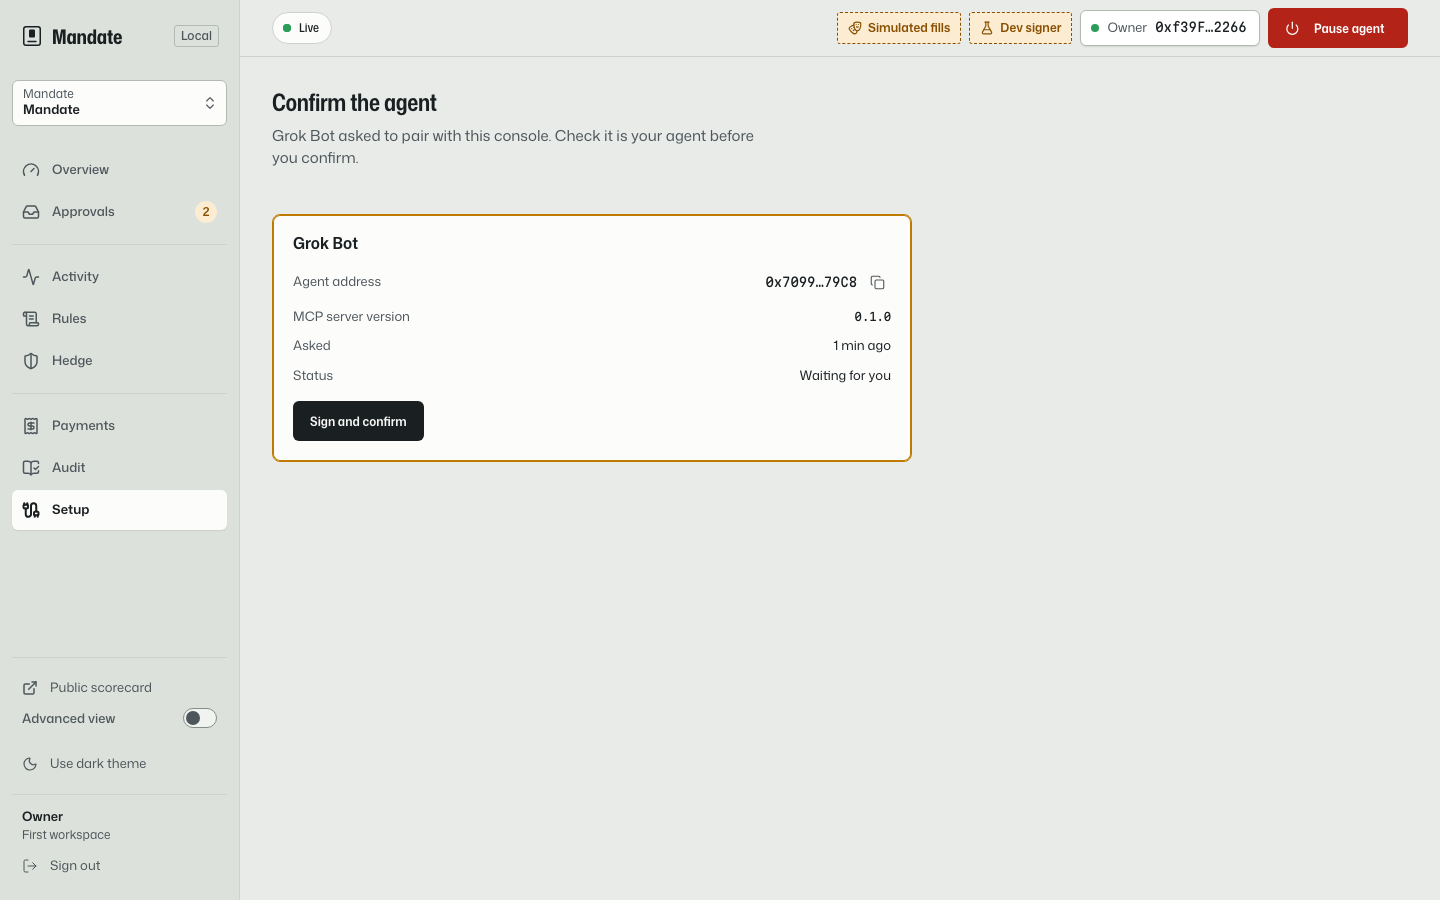 Mandate
Local
Mandate
Mandate
Overview
Approvals
2
Activity
Rules
Hedge
Payments
Audit
Setup
Public scorecard
Advanced view
Use dark theme
Owner
First workspace
Sign out
Live
Simulated fills
Dev signer
Owner 0xf39F…2266
Pause agent
Confirm the agent
Grok Bot asked to pair with this console. Check it is your agent before
you confirm.
Grok Bot
Agent address 0x7099…79C8
MCP server version 0.1.0
Asked 1 min ago
Status Waiting for you
Sign and confirm